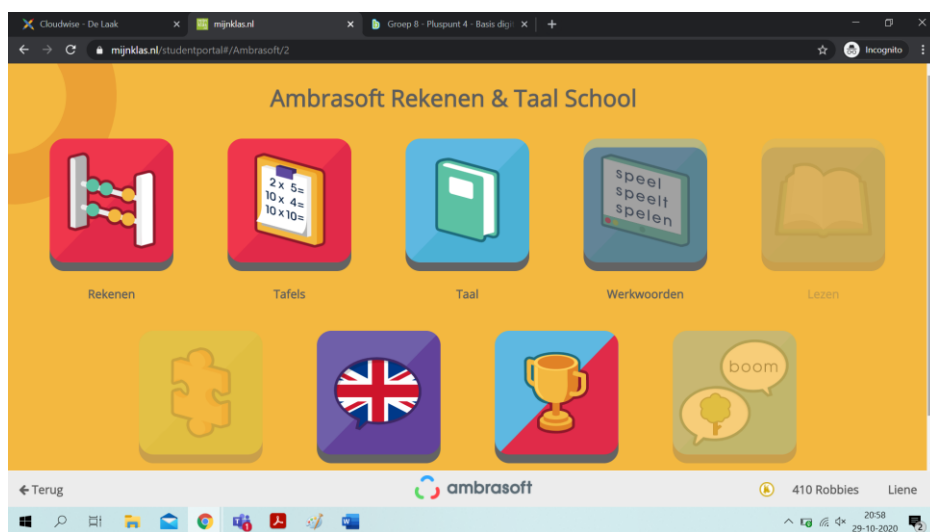 Cloudwise - De Laak
mijnklas.nl
Groep 8 - Pluspunt 4 - Basis digi
mijnklas.nl/studentportal#/Ambrasoft/2
Incognito
Ambrasoft Rekenen & Taal School
2 x 5=
10 x 4=
10 x 10=
speel
speelt
spelen
Rekenen
Tafels
Taal
Werkwoorden
Lezen
boom
Terug
ambrasoft
410 Robbies
Liene
20:58
29-10-2020
2